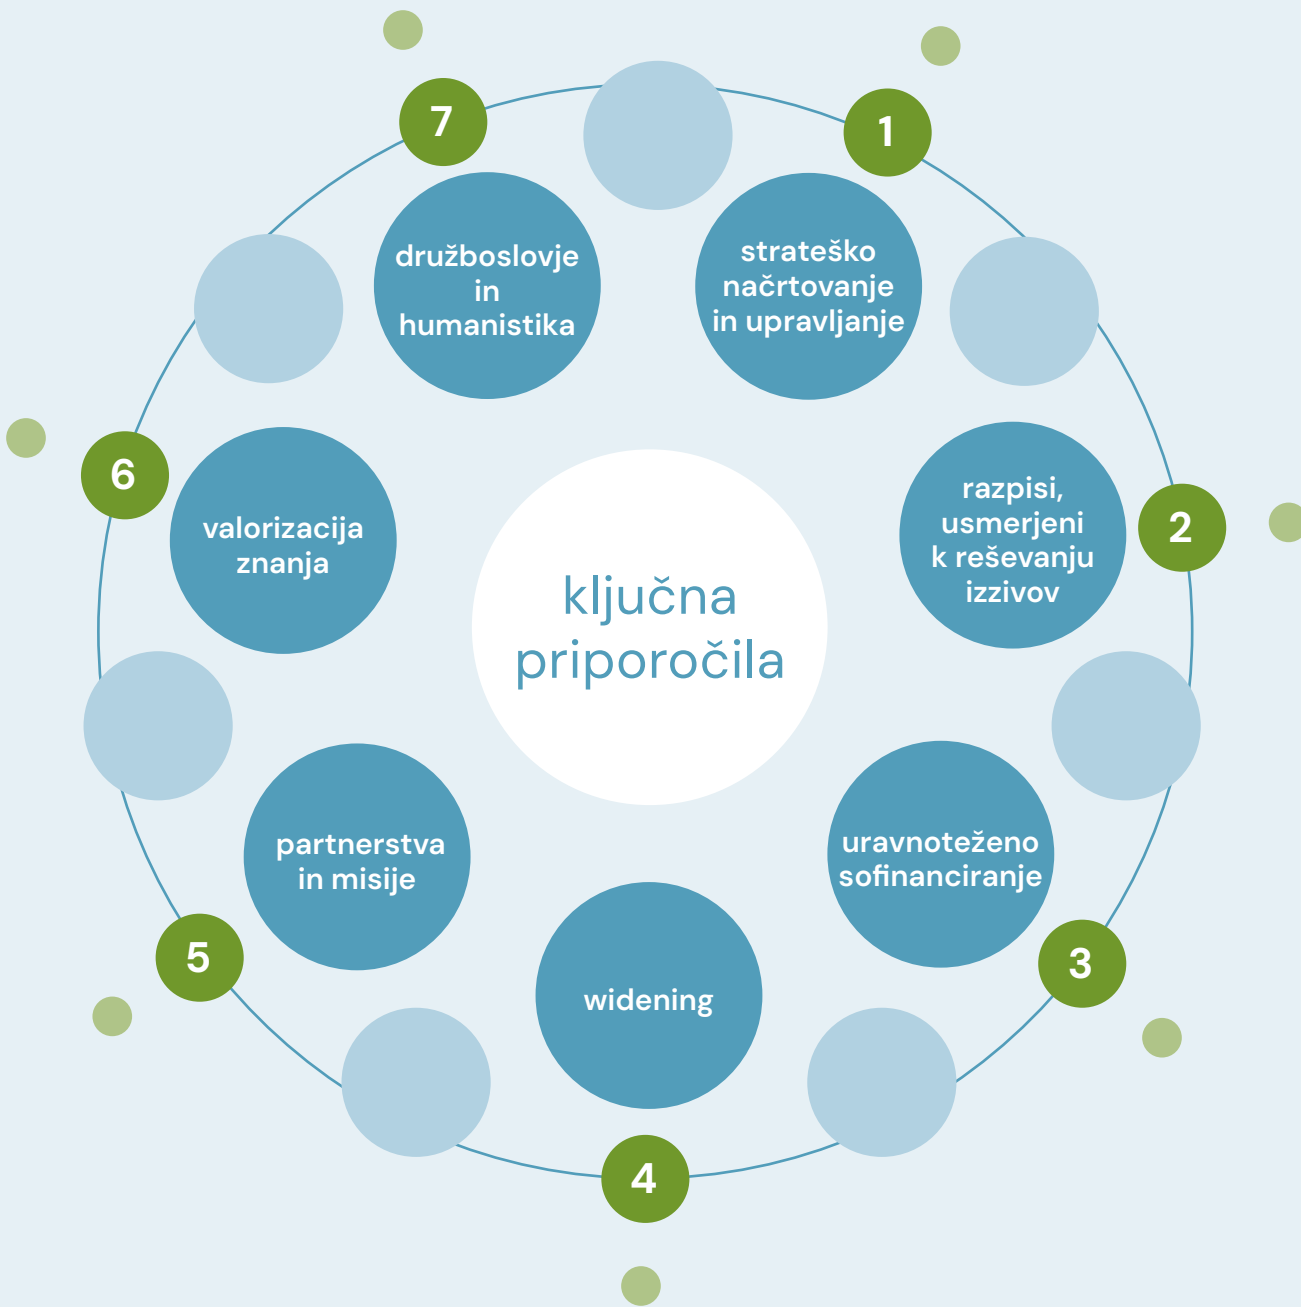 ključna
priporočila
1
strateško
načrtovanje
in upravljanje
2
razpisi,
usmerjeni
k reševanju
izzivov
3
uravnoteženo
sofinanciranje
4
widening
5
partnerstva
in misije
6
valorizacija
znanja
7
družboslovje
in
humanistika